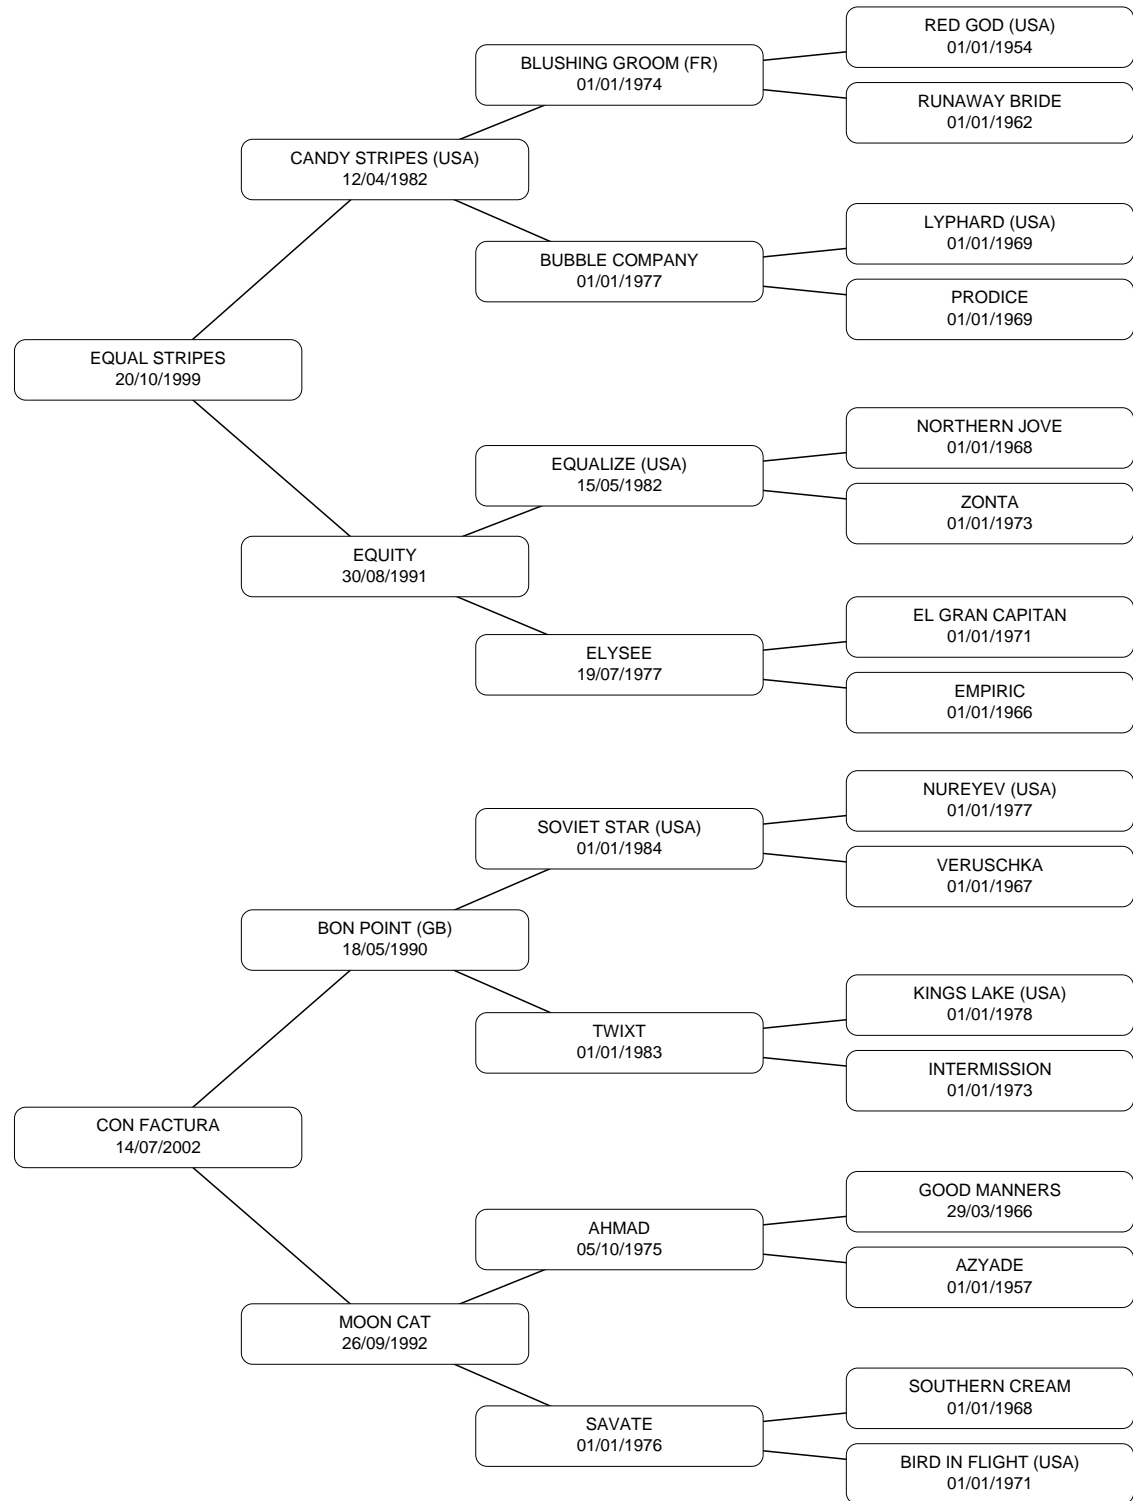 RED GOD (USA)
01/01/1954
BLUSHING GROOM (FR)
01/01/1974
RUNAWAY BRIDE
01/01/1962
CANDY STRIPES (USA)
12/04/1982
LYPHARD (USA)
01/01/1969
BUBBLE COMPANY
01/01/1977
PRODICE
01/01/1969
EQUAL STRIPES
20/10/1999
NORTHERN JOVE
01/01/1968
EQUALIZE (USA)
15/05/1982
ZONTA
01/01/1973
EQUITY
30/08/1991
EL GRAN CAPITAN
01/01/1971
ELYSEE
19/07/1977
EMPIRIC
01/01/1966
NUREYEV (USA)
01/01/1977
SOVIET STAR (USA)
01/01/1984
VERUSCHKA
01/01/1967
BON POINT (GB)
18/05/1990
KINGS LAKE (USA)
01/01/1978
TWIXT
01/01/1983
INTERMISSION
01/01/1973
CON FACTURA
14/07/2002
GOOD MANNERS
29/03/1966
AHMAD
05/10/1975
AZYADE
01/01/1957
MOON CAT
26/09/1992
SOUTHERN CREAM
01/01/1968
SAVATE
01/01/1976
BIRD IN FLIGHT (USA)
01/01/1971